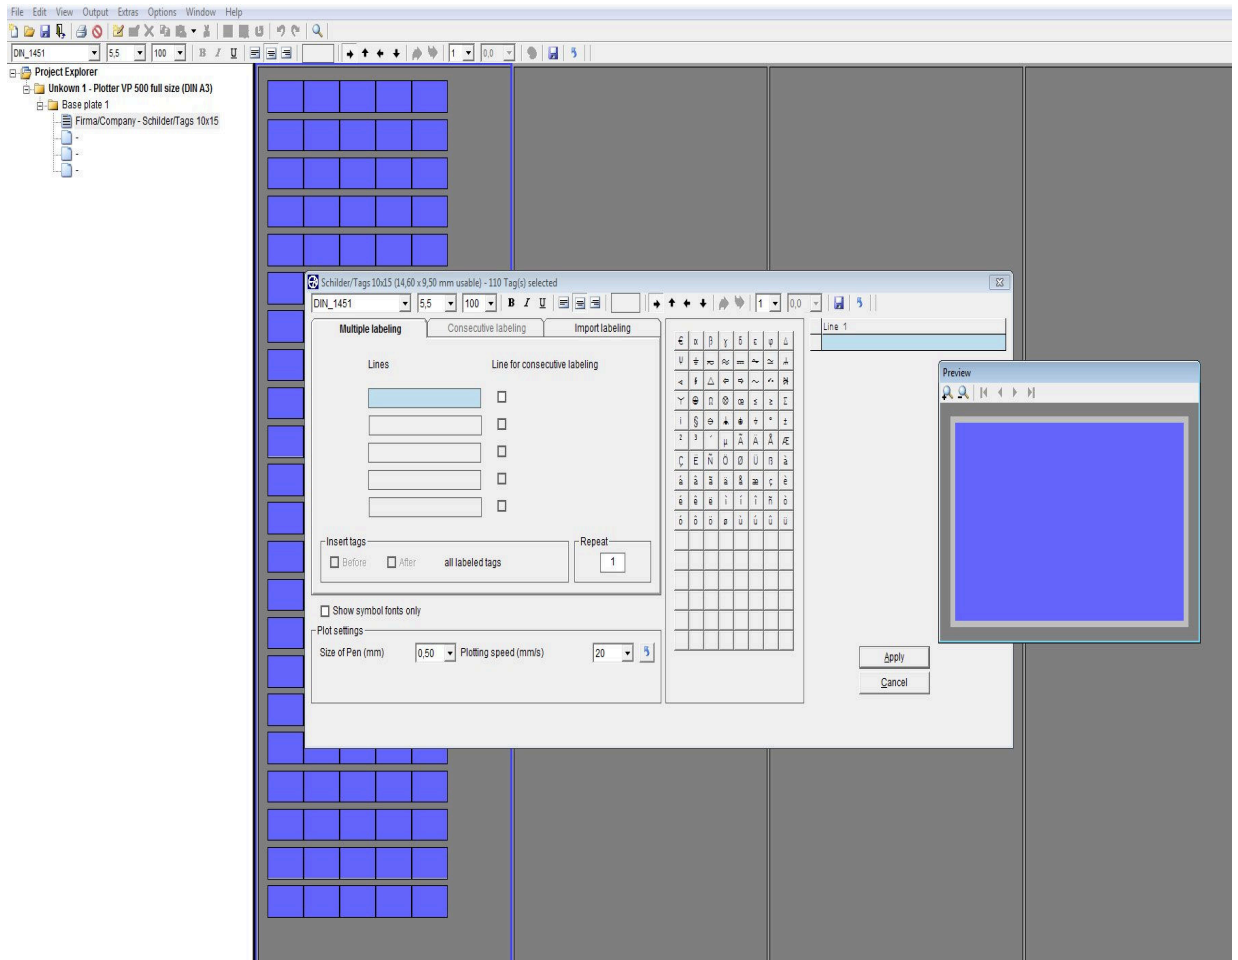 File Edit View Output Extras Options Window Help
DIN_1451 5,5 100 B I U 1 0,0
Project Explorer
Unkown 1 - Plotter VP 500 full size (DIN A3)
Base plate 1
Firma/Company - Schilder/Tags 10x15
-
-
-
Schilder/Tags 10x15 (14,60 x 9,50 mm usable) - 110 Tag(s) selected
DIN_1451 5,5 100 B I U 1 0,0
Multiple labeling Consecutive labeling Import labeling
Line 1
Lines Line for consecutive labeling
Insert tags
Before After all labeled tags
Repeat
1
Show symbol fonts only
Plot settings
Size of Pen (mm) 0,50 Plotting speed (mm/s) 20
€ α β γ δ ε φ Δ
i §
2 3 ´ µ Ã Å Æ
Ç Ë Ñ Ö Ø Ü ß à
æ ç è
ñ ò
Preview
Apply
Cancel